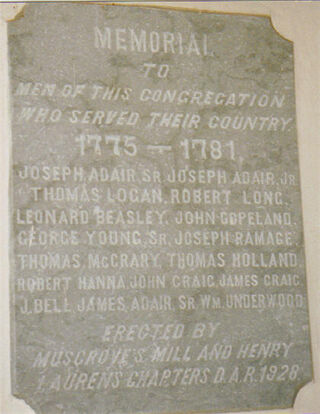 MEMORIAL
TO
MEN OF THIS CONGREGATION
WHO SERVED THEIR COUNTRY.
1775 — 1781.
JOSEPH ADAIR, SR. JOSEPH ADAIR, JR.
THOMAS LOGAN, ROBERT LONG,
LEONARD BEASLEY, JOHN COPELAND,
GEORGE YOUNG, SR. JOSEPH RAMAGE,
THOMAS, McCRARY, THOMAS HOLLAND,
ROBERT HANNA, JOHN CRAIG, JAMES CRAIG,
J. BELL, JAMES, ADAIR, SR. WM. UNDERWOOD
ERECTED BY
MUSGROVE'S, MILL AND HENRY
LAURENS CHAPTERS D.A.R. 1928